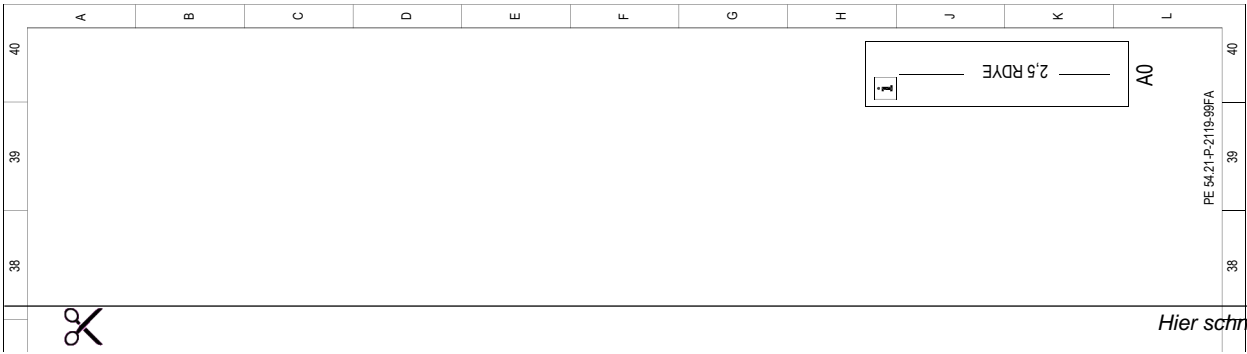 A B C D E F G H J K L
40 40
i 2,5 RDYE A0
PE 54.21-P-2119-99FA
39 39
38 38
Hier schn